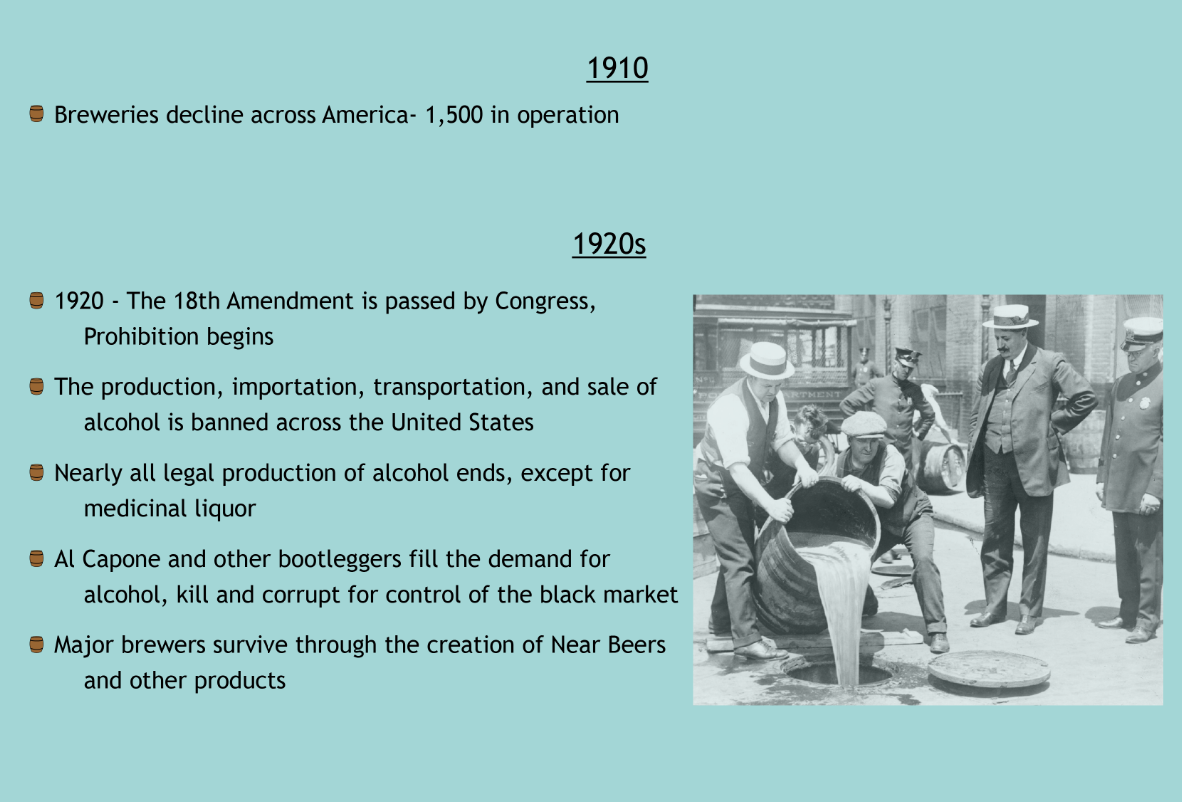 1910
Breweries decline across America- 1,500 in operation
1920s
1920 - The 18th Amendment is passed by Congress,
Prohibition begins
The production, importation, transportation, and sale of
alcohol is banned across the United States
Nearly all legal production of alcohol ends, except for
medicinal liquor
Al Capone and other bootleggers fill the demand for
alcohol, kill and corrupt for control of the black market
Major brewers survive through the creation of Near Beers
and other products